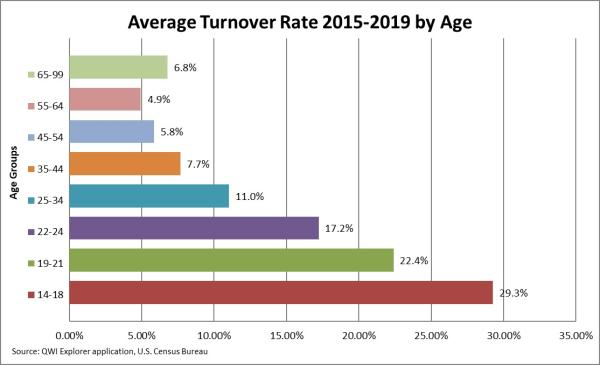 Average Turnover Rate 2015-2019 by Age
Age Groups
65-99 6.8%
55-64 4.9%
45-54 5.8%
35-44 7.7%
25-34 11.0%
22-24 17.2%
19-21 22.4%
14-18 29.3%
0.00% 5.00% 10.00% 15.00% 20.00% 25.00% 30.00% 35.00%
Source: QWI Explorer application, U.S. Census Bureau